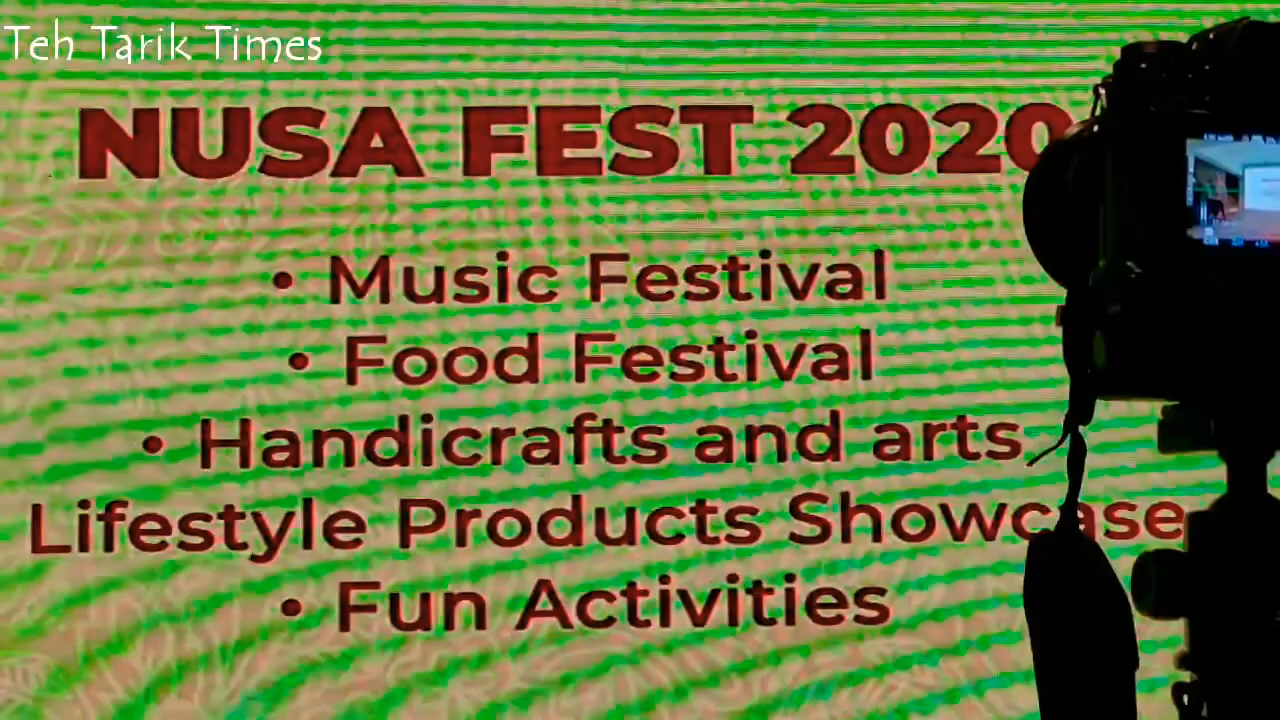 Teh Tarik Times
NUSA FEST 2020
• Music Festival
• Food Festival
• Handicrafts and arts
Lifestyle Products Showcase
• Fun Activities